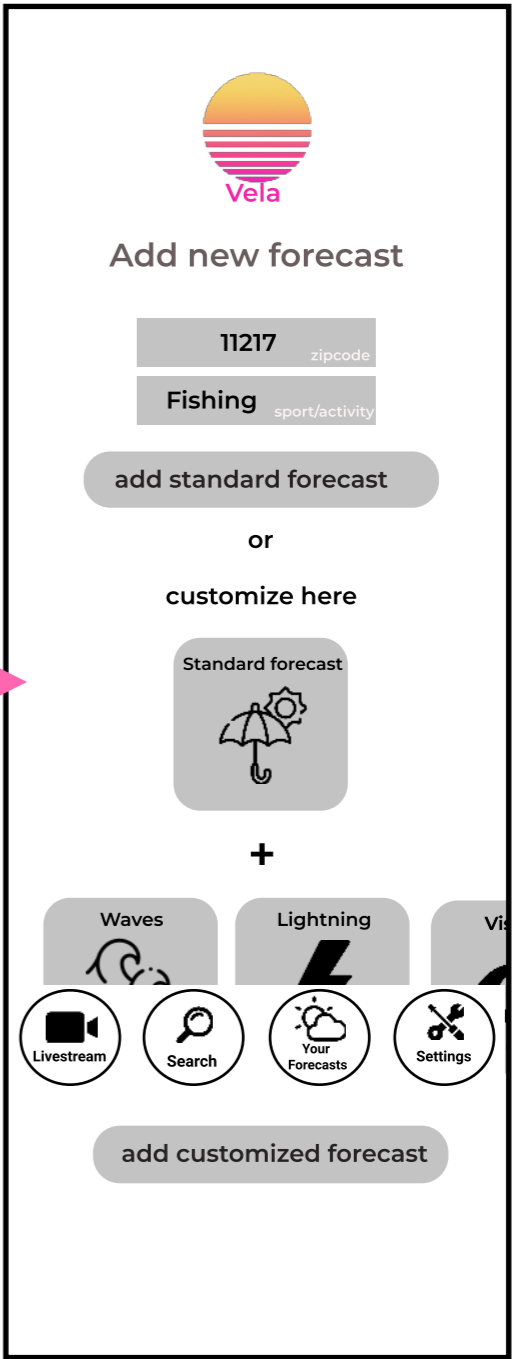 Vela
Add new forecast
11217
zipcode
Fishing
sport/activity
add standard forecast
or
customize here
Standard forecast
+
Waves
Lightning
Livestream
Search
Your
Forecasts
Settings
add customized forecast